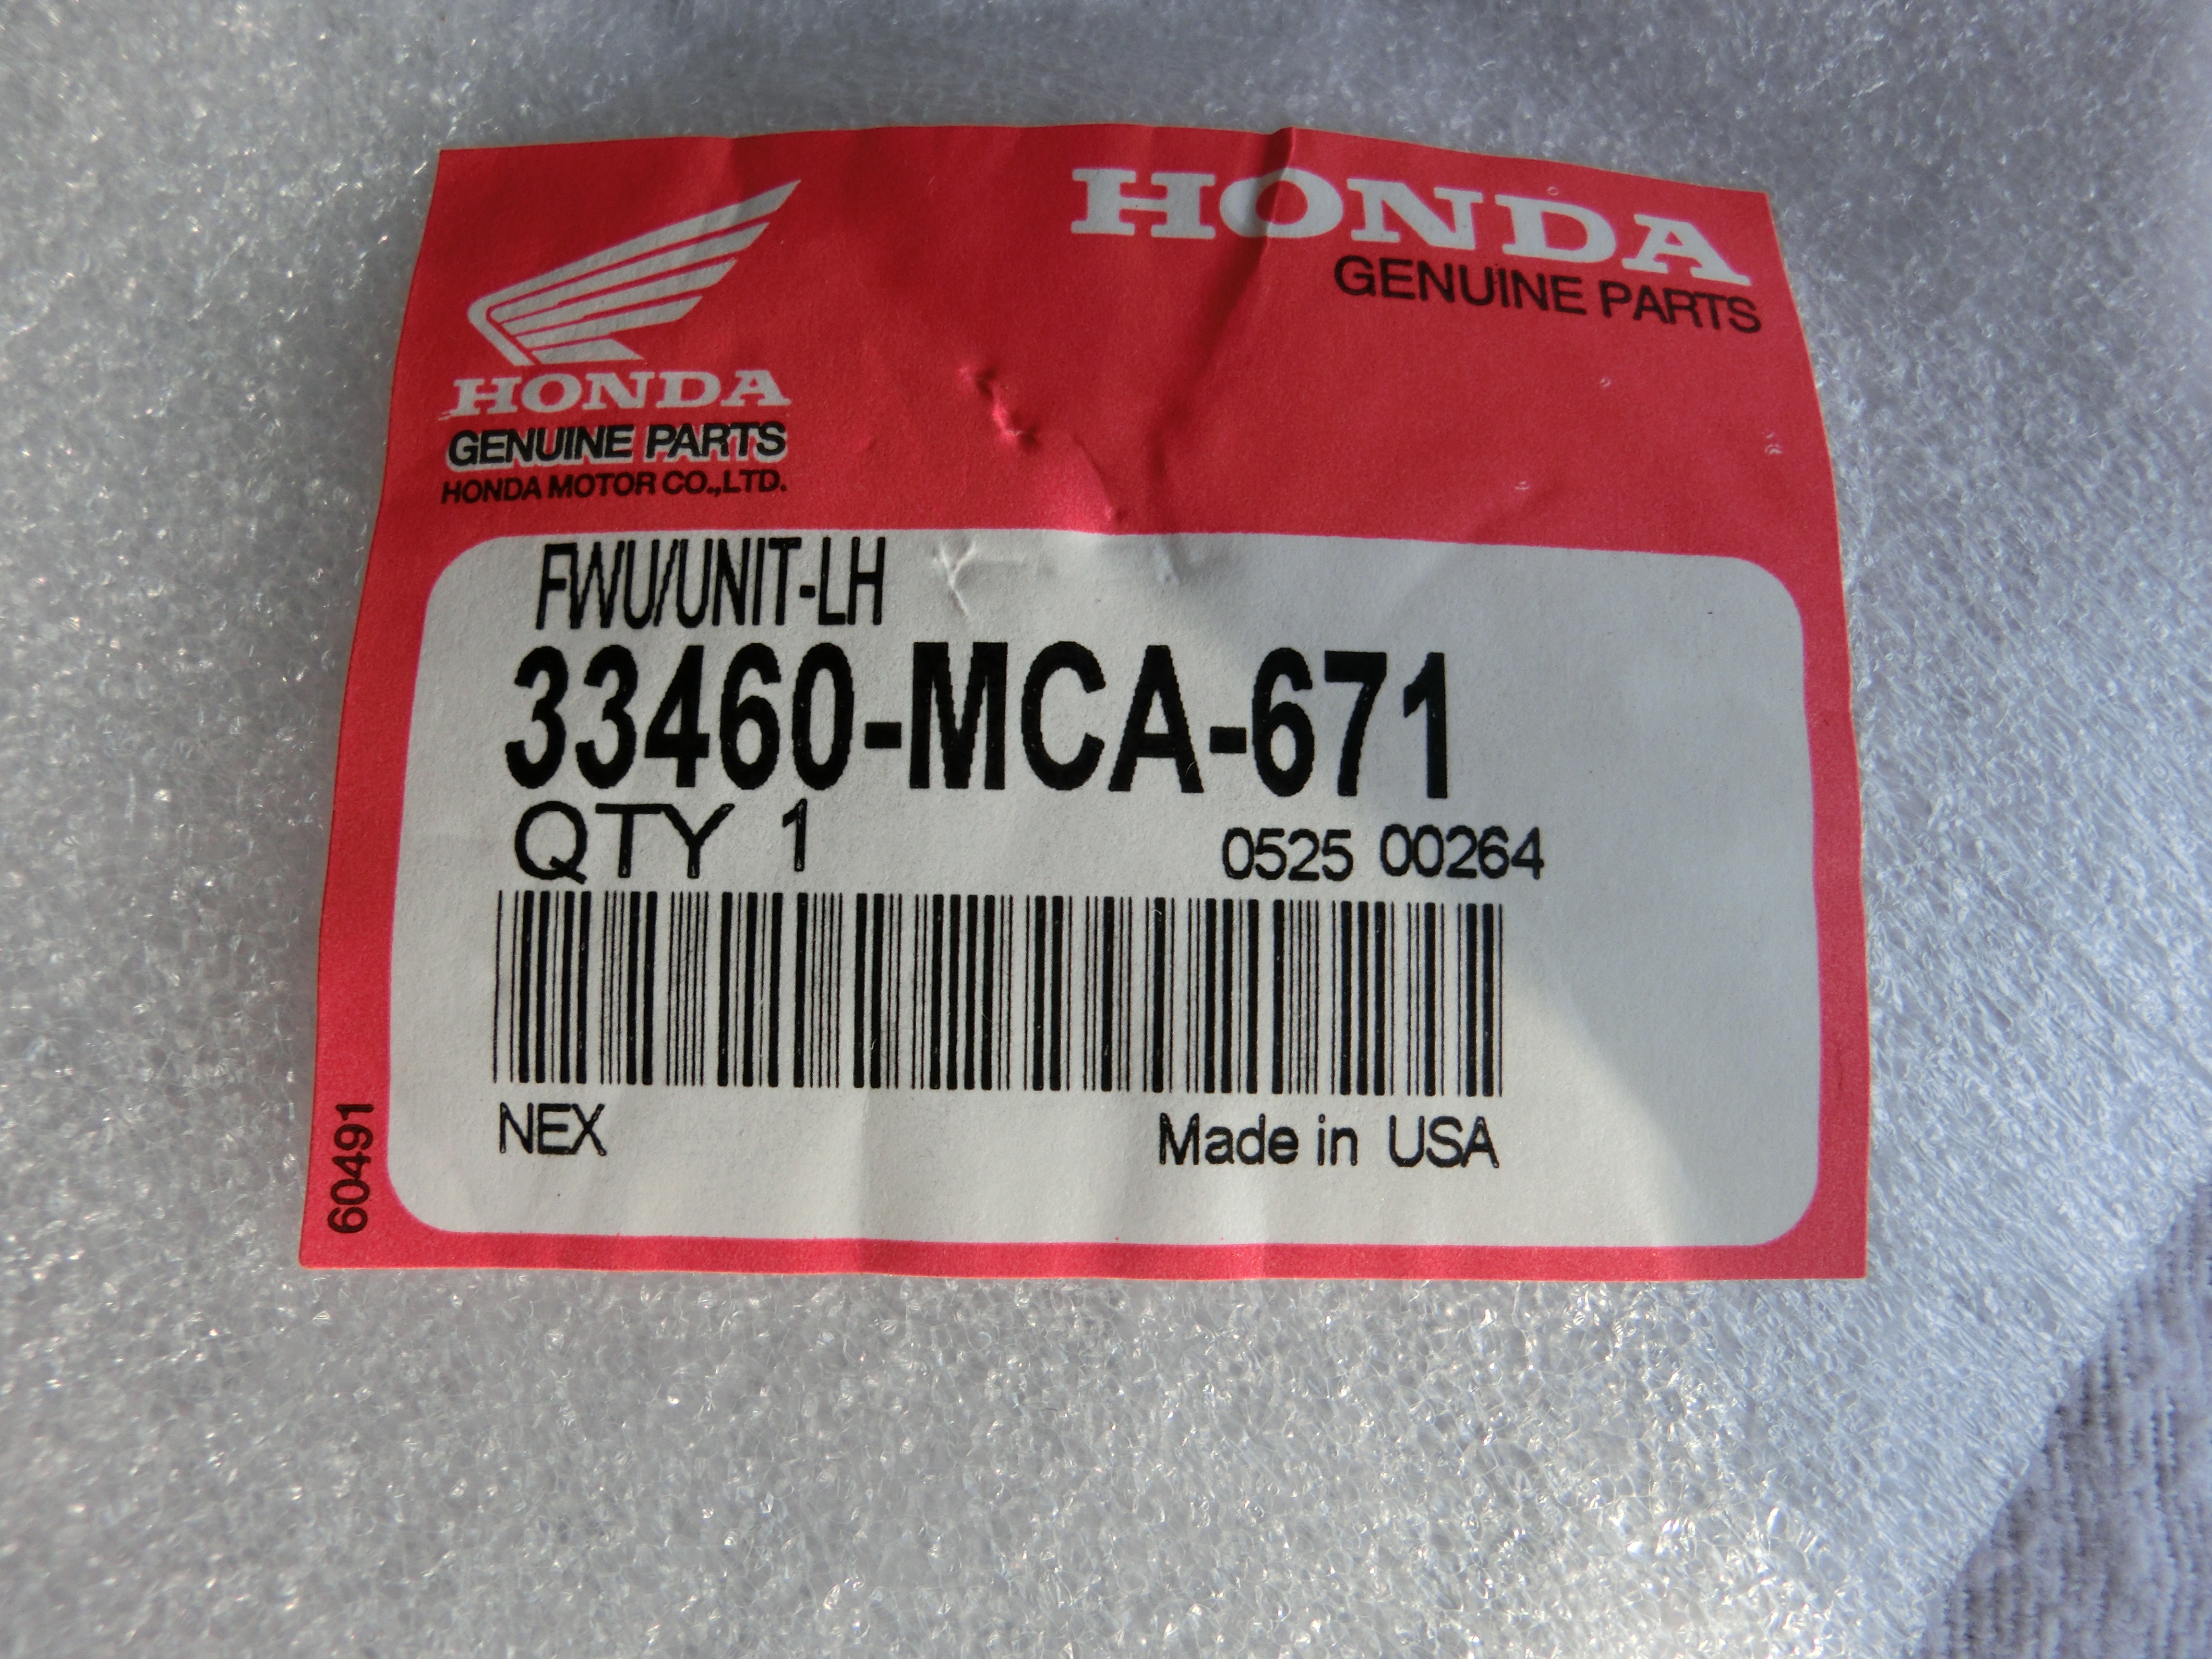 HONDA
GENUINE PARTS
HONDA
GENUINE PARTS
HONDA MOTOR CO.,LTD.
FWU/UNIT-LH
33460-MCA-671
QTY 1
0525 00264
NEX
Made in USA
60491